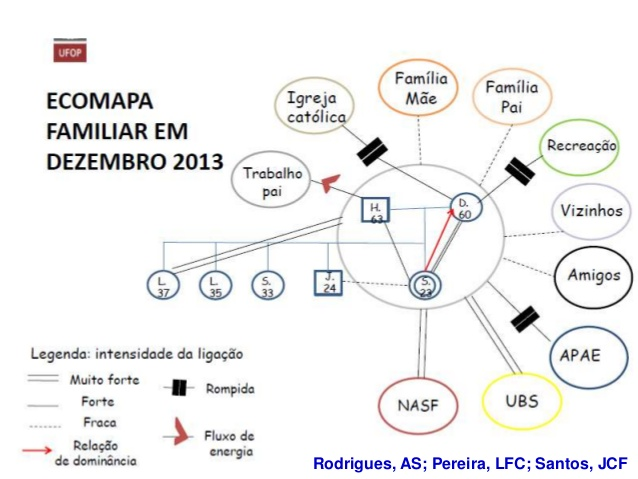 UFOP
ECOMAPA
FAMILIAR EM
DEZEMBRO 2013
Igreja
católica
Família
Mãe
Família
Pai
Recreação
Trabalho
pai
Vizinhos
Amigos
APAE
UBS
NASF
H.
63
D.
60
L.
37
L.
35
S.
33
J.
24
S.
23
Legenda: intensidade da ligação
Muito forte
Forte
Fraca
Relação
de dominância
Rompida
Fluxo de
energia
Rodrigues, AS; Pereira, LFC; Santos, JCF